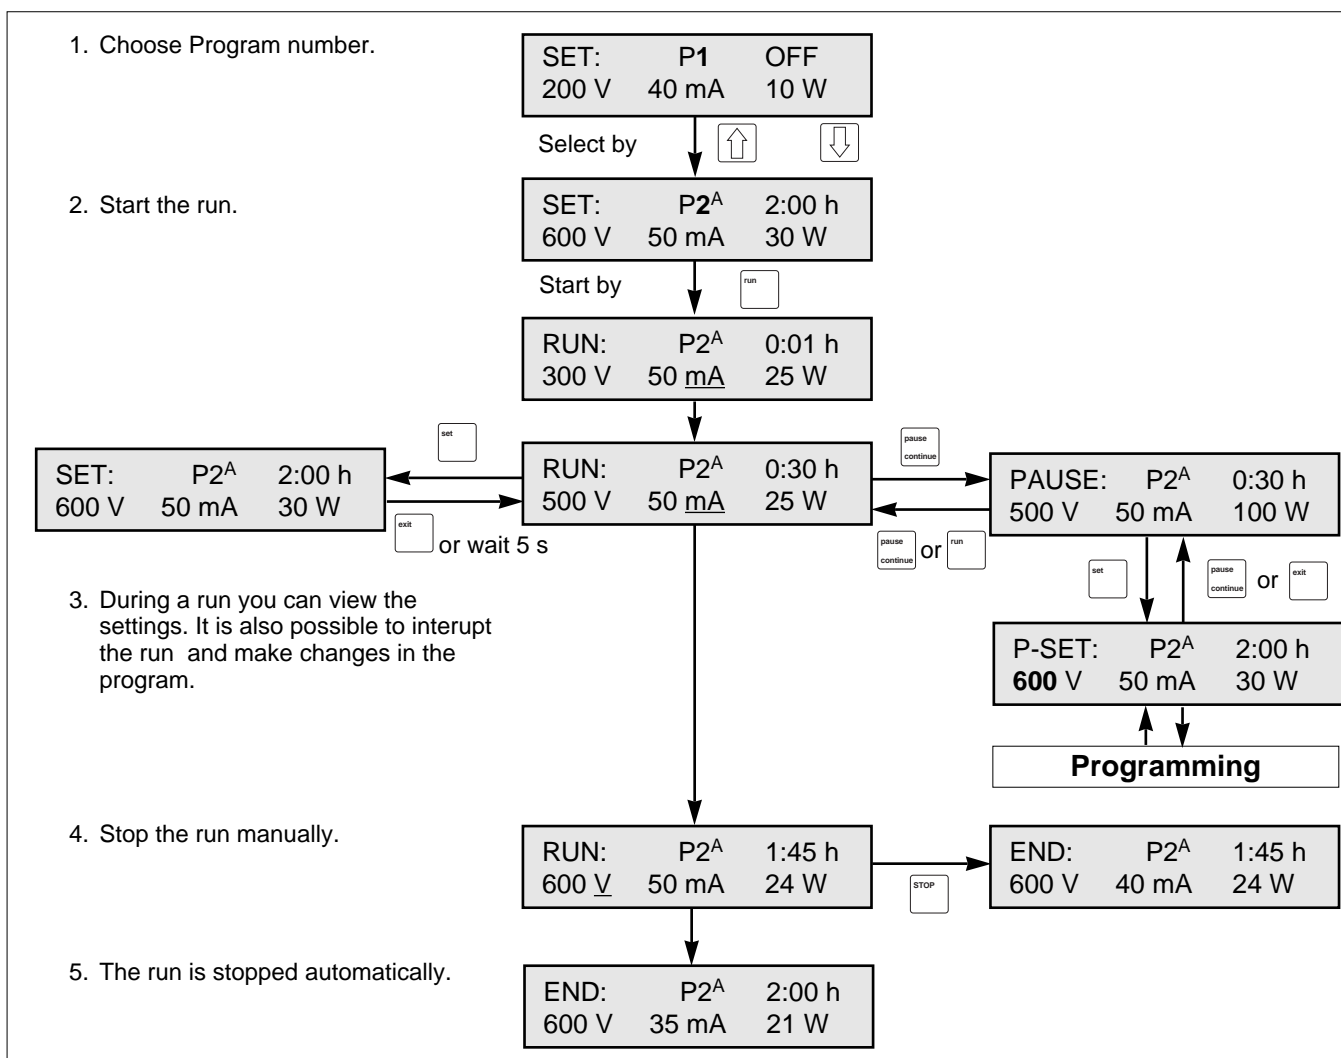 1. Choose Program number.
SET: P1 OFF
200 V 40 mA 10 W
Select by
2. Start the run.
SET: P2ᴬ 2:00 h
600 V 50 mA 30 W
Start by
run
RUN: P2ᴬ 0:01 h
300 V 50 mA 25 W
set
pause
continue
SET: P2ᴬ 2:00 h
600 V 50 mA 30 W
RUN: P2ᴬ 0:30 h
500 V 50 mA 25 W
PAUSE: P2ᴬ 0:30 h
500 V 50 mA 100 W
exit
or wait 5 s
pause
continue
or
run
set
pause
continue
or
exit
3. During a run you can view the
settings. It is also possible to interupt
the run and make changes in the
program.
P-SET: P2ᴬ 2:00 h
600 V 50 mA 30 W
Programming
4. Stop the run manually.
RUN: P2ᴬ 1:45 h
600 V 50 mA 24 W
STOP
END: P2ᴬ 1:45 h
600 V 40 mA 24 W
5. The run is stopped automatically.
END: P2ᴬ 2:00 h
600 V 35 mA 21 W